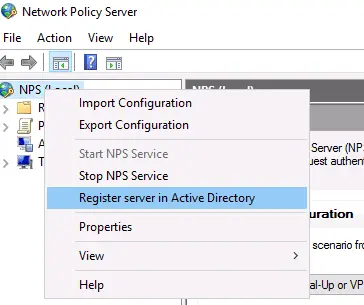 Network Policy Server
File Action View Help
NPS (Local)
NPS (Local)
Import Configuration
Export Configuration
Start NPS Service
Stop NPS Service
Register server in Active Directory
Properties
View
Help
Server (NP
quest authent
uration
scenario fro
al-Up or VP